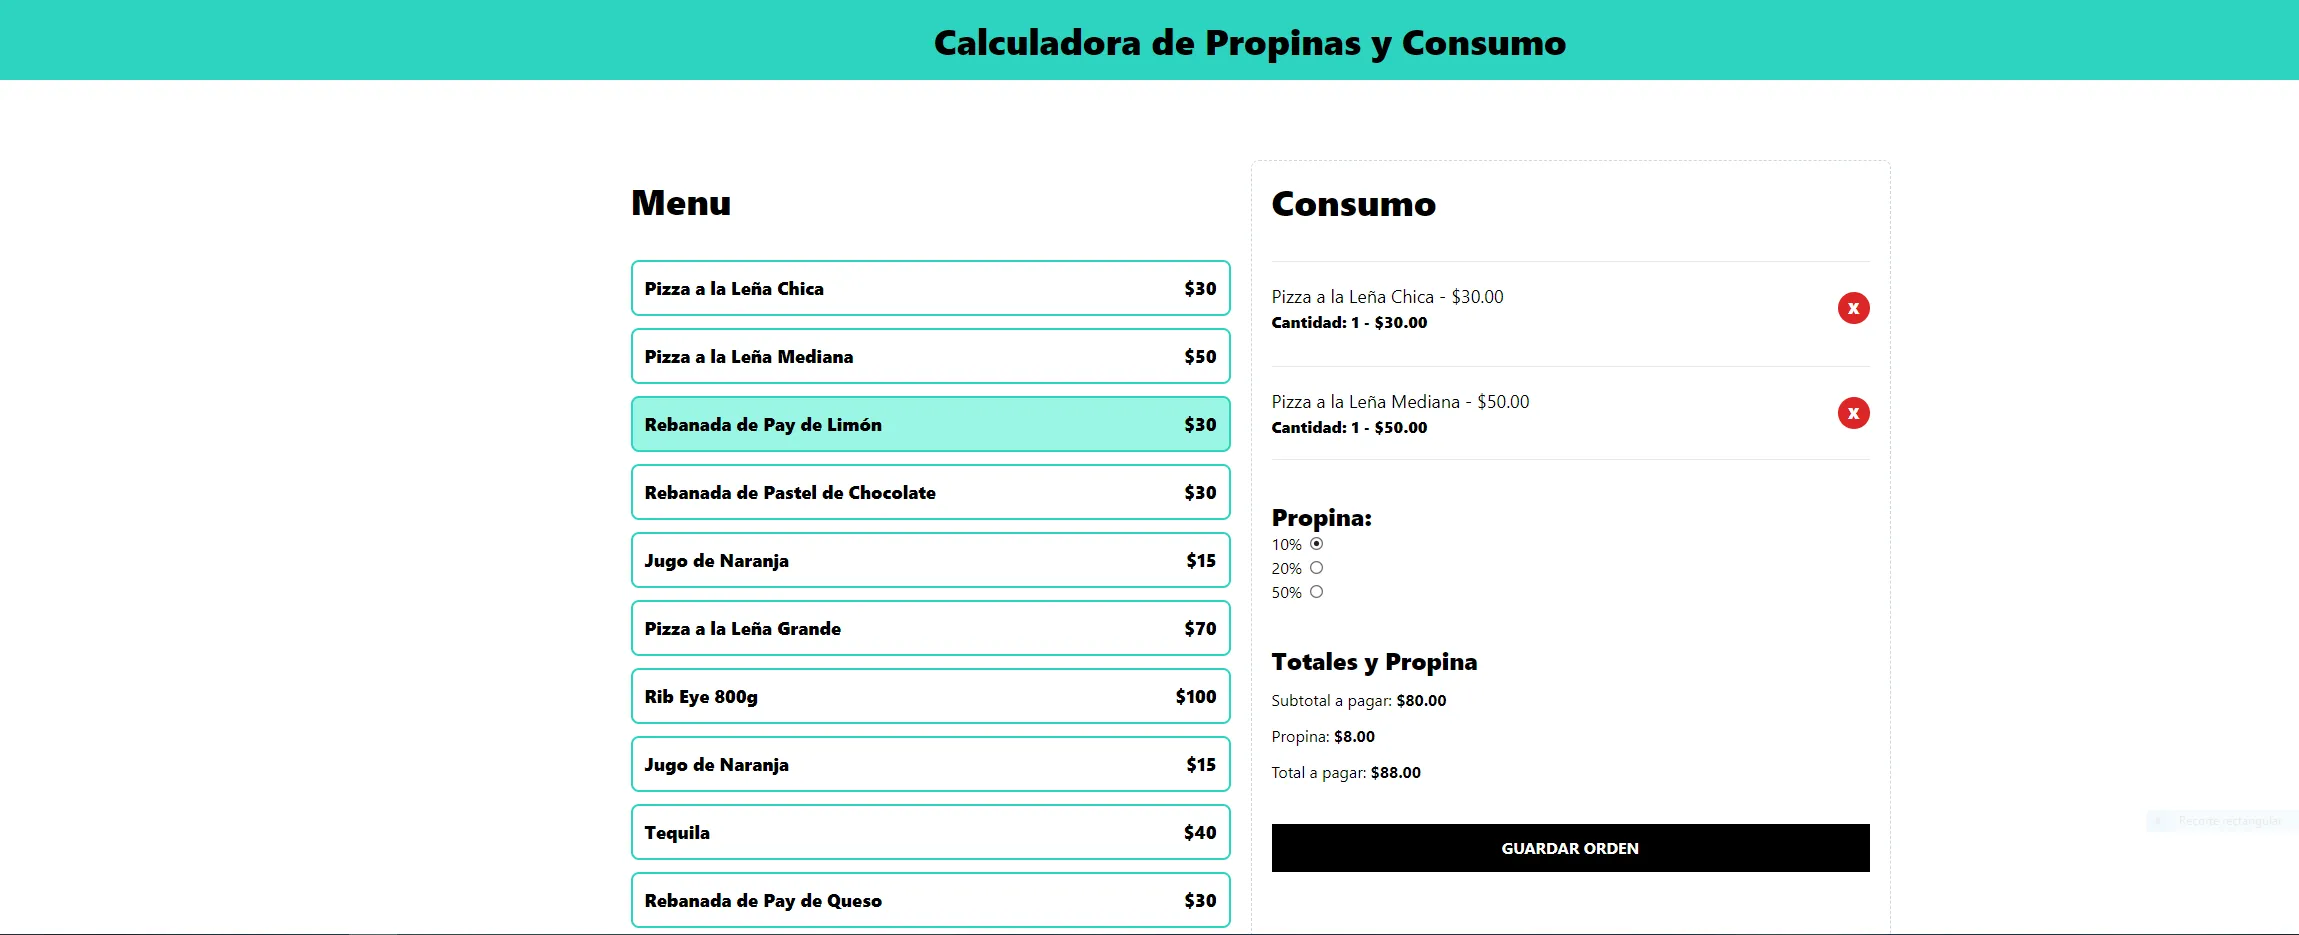 Calculadora de Propinas y Consumo
Menu
Pizza a la Leña Chica $30
Pizza a la Leña Mediana $50
Rebanada de Pay de Limón $30
Rebanada de Pastel de Chocolate $30
Jugo de Naranja $15
Pizza a la Leña Grande $70
Rib Eye 800g $100
Jugo de Naranja $15
Tequila $40
Rebanada de Pay de Queso $30
Consumo
Pizza a la Leña Chica - $30.00
Cantidad: 1 - $30.00
X
Pizza a la Leña Mediana - $50.00
Cantidad: 1 - $50.00
X
Propina:
10%
20%
50%
Totales y Propina
Subtotal a pagar: $80.00
Propina: $8.00
Total a pagar: $88.00
GUARDAR ORDEN
Recorte rectangular